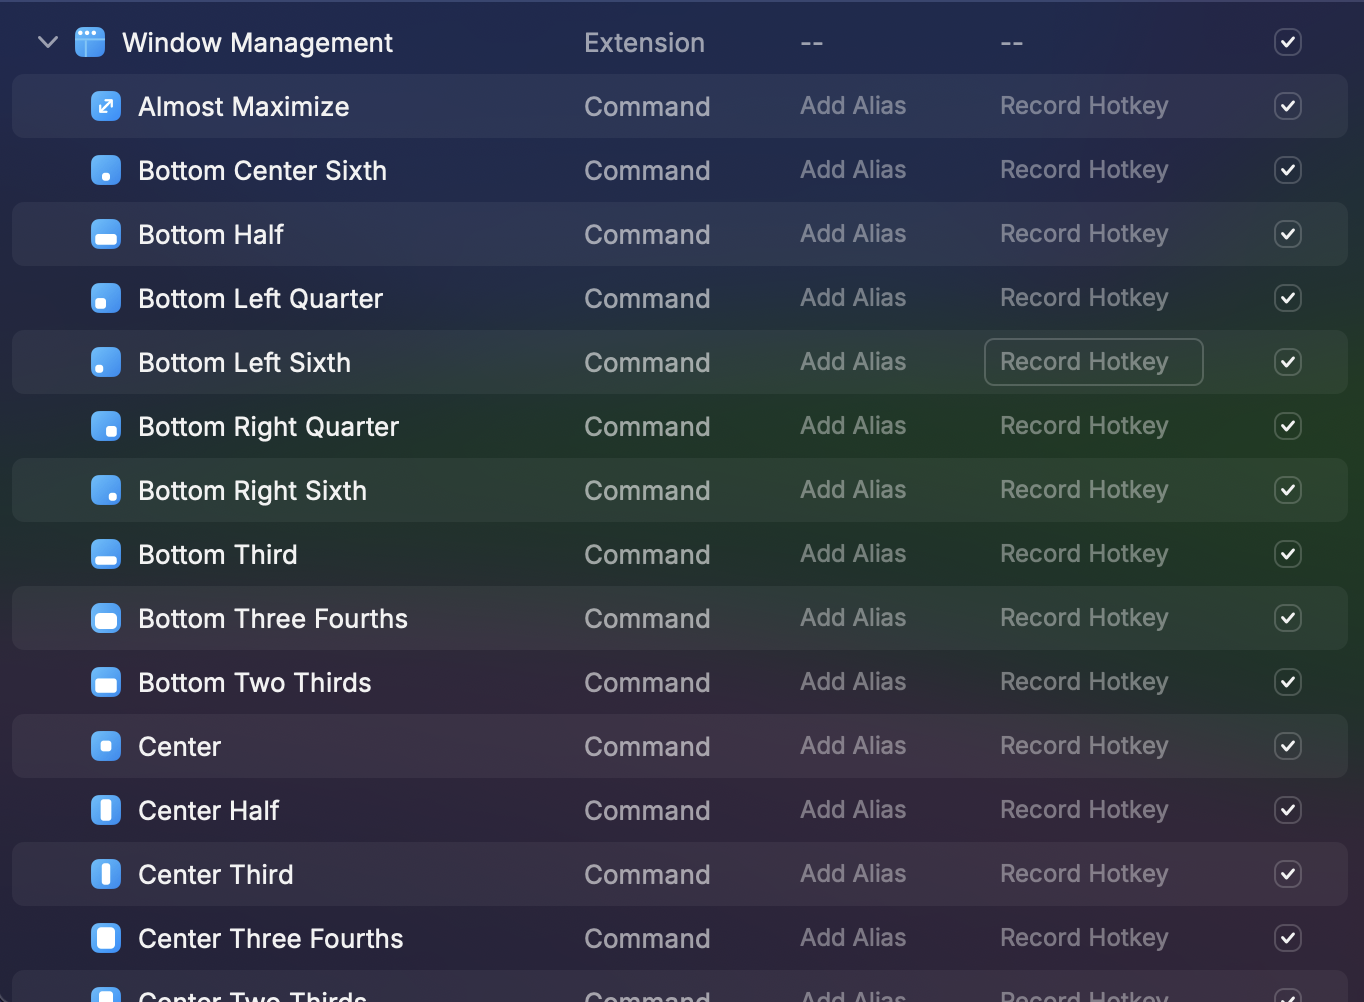 Window Management Extension -- --
Almost Maximize Command Add Alias Record Hotkey
Bottom Center Sixth Command Add Alias Record Hotkey
Bottom Half Command Add Alias Record Hotkey
Bottom Left Quarter Command Add Alias Record Hotkey
Bottom Left Sixth Command Add Alias Record Hotkey
Bottom Right Quarter Command Add Alias Record Hotkey
Bottom Right Sixth Command Add Alias Record Hotkey
Bottom Third Command Add Alias Record Hotkey
Bottom Three Fourths Command Add Alias Record Hotkey
Bottom Two Thirds Command Add Alias Record Hotkey
Center Command Add Alias Record Hotkey
Center Half Command Add Alias Record Hotkey
Center Third Command Add Alias Record Hotkey
Center Three Fourths Command Add Alias Record Hotkey
Center Two Thirds Command Add Alias Record Hotkey